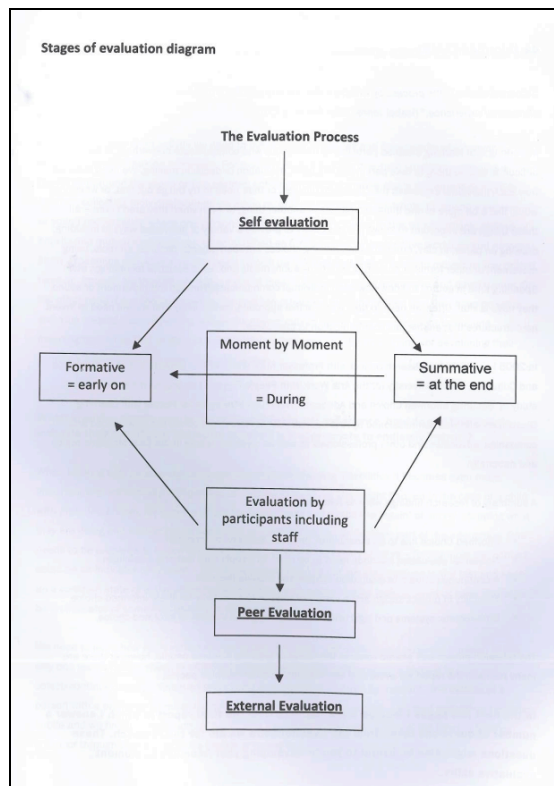 Stages of evaluation diagram
The Evaluation Process
Self evaluation
Moment by Moment
= During
Formative
= early on
Summative
= at the end
Evaluation by
participants including
staff
Peer Evaluation
External Evaluation